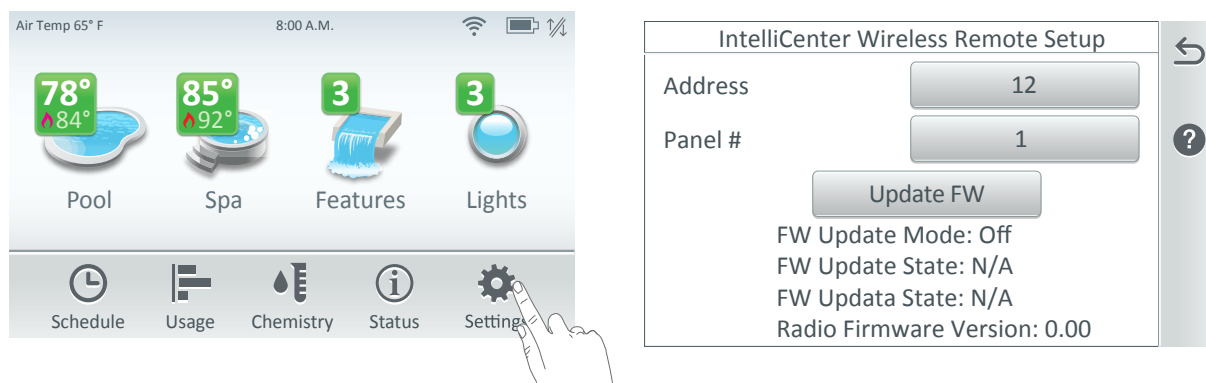 Air Temp 65° F 8:00 A.M.
78° 85° 3 3
84° 92°
Pool Spa Features Lights
Schedule Usage Chemistry Status Settings
IntelliCenter Wireless Remote Setup
Address 12
Panel # 1
?
Update FW
FW Update Mode: Off
FW Update State: N/A
FW Updata State: N/A
Radio Firmware Version: 0.00